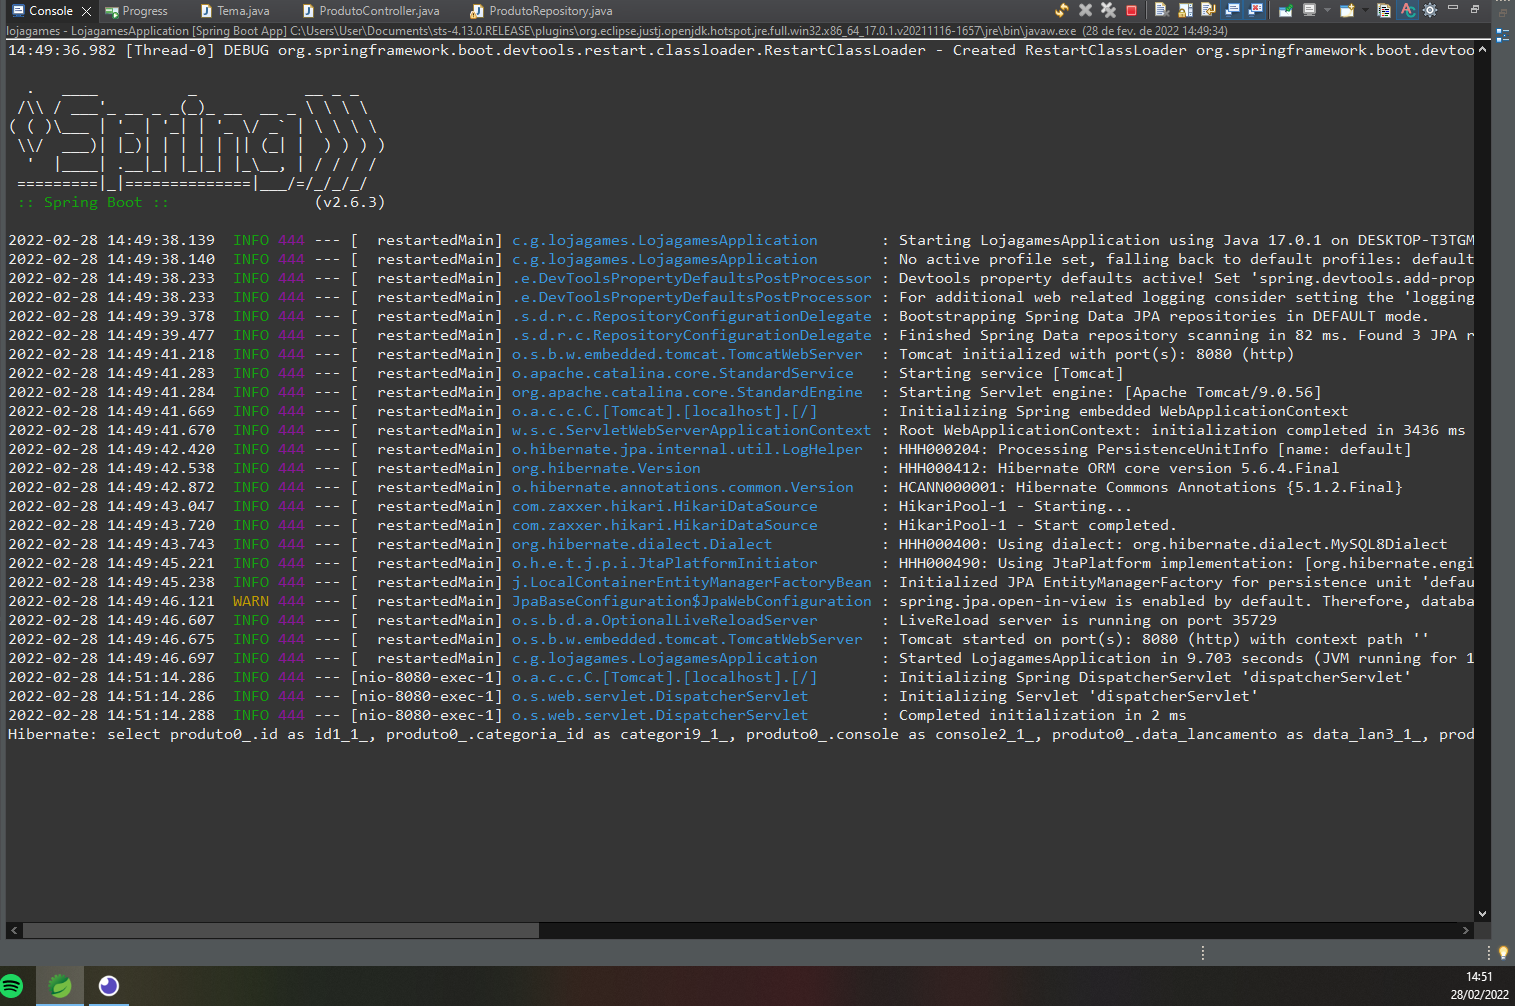 Console Progress Tema.java ProdutoController.java ProdutoRepository.java
lojagames - LojagamesApplication [Spring Boot App] C:\Users\User\Documents\sts-4.13.0.RELEASE\plugins\org.eclipse.justj.openjdk.hotspot.jre.full.win32.x86_64_17.0.1.v20211116-1657\jre\bin\javaw.exe (28 de fev. de 2022 14:49:34)
14:49:36.982 [Thread-0] DEBUG org.springframework.boot.devtools.restart.classloader.RestartClassLoader - Created RestartClassLoader org.springframework.boot.devtoo
Spring
:: Spring Boot :: (v2.6.3)
2022-02-28 14:49:38.139 INFO 444 --- [ restartedMain] c.g.lojagames.LojagamesApplication : Starting LojagamesApplication using Java 17.0.1 on DESKTOP-T3TGM
2022-02-28 14:49:38.140 INFO 444 --- [ restartedMain] c.g.lojagames.LojagamesApplication : No active profile set, falling back to default profiles: default
2022-02-28 14:49:38.233 INFO 444 --- [ restartedMain] .e.DevToolsPropertyDefaultsPostProcessor : Devtools property defaults active! Set 'spring.devtools.add-prop
2022-02-28 14:49:38.233 INFO 444 --- [ restartedMain] .e.DevToolsPropertyDefaultsPostProcessor : For additional web related logging consider setting the 'logging
2022-02-28 14:49:39.378 INFO 444 --- [ restartedMain] .s.d.r.c.RepositoryConfigurationDelegate : Bootstrapping Spring Data JPA repositories in DEFAULT mode.
2022-02-28 14:49:39.477 INFO 444 --- [ restartedMain] .s.d.r.c.RepositoryConfigurationDelegate : Finished Spring Data repository scanning in 82 ms. Found 3 JPA r
2022-02-28 14:49:41.218 INFO 444 --- [ restartedMain] o.s.b.w.embedded.tomcat.TomcatWebServer : Tomcat initialized with port(s): 8080 (http)
2022-02-28 14:49:41.283 INFO 444 --- [ restartedMain] o.apache.catalina.core.StandardService : Starting service [Tomcat]
2022-02-28 14:49:41.284 INFO 444 --- [ restartedMain] org.apache.catalina.core.StandardEngine : Starting Servlet engine: [Apache Tomcat/9.0.56]
2022-02-28 14:49:41.669 INFO 444 --- [ restartedMain] o.a.c.c.C.[Tomcat].[localhost].[/] : Initializing Spring embedded WebApplicationContext
2022-02-28 14:49:41.670 INFO 444 --- [ restartedMain] w.s.c.ServletWebServerApplicationContext : Root WebApplicationContext: initialization completed in 3436 ms
2022-02-28 14:49:42.420 INFO 444 --- [ restartedMain] o.hibernate.jpa.internal.util.LogHelper : HHH000204: Processing PersistenceUnitInfo [name: default]
2022-02-28 14:49:42.538 INFO 444 --- [ restartedMain] org.hibernate.Version : HHH000412: Hibernate ORM core version 5.6.4.Final
2022-02-28 14:49:42.872 INFO 444 --- [ restartedMain] o.hibernate.annotations.common.Version : HCANN000001: Hibernate Commons Annotations {5.1.2.Final}
2022-02-28 14:49:43.047 INFO 444 --- [ restartedMain] com.zaxxer.hikari.HikariDataSource : HikariPool-1 - Starting...
2022-02-28 14:49:43.720 INFO 444 --- [ restartedMain] com.zaxxer.hikari.HikariDataSource : HikariPool-1 - Start completed.
2022-02-28 14:49:43.743 INFO 444 --- [ restartedMain] org.hibernate.dialect.Dialect : HHH000400: Using dialect: org.hibernate.dialect.MySQL8Dialect
2022-02-28 14:49:45.221 INFO 444 --- [ restartedMain] o.h.e.t.j.p.i.JtaPlatformInitiator : HHH000490: Using JtaPlatform implementation: [org.hibernate.engi
2022-02-28 14:49:45.238 INFO 444 --- [ restartedMain] j.LocalContainerEntityManagerFactoryBean : Initialized JPA EntityManagerFactory for persistence unit 'defau
2022-02-28 14:49:46.121 WARN 444 --- [ restartedMain] JpaBaseConfiguration$JpaWebConfiguration : spring.jpa.open-in-view is enabled by default. Therefore, databa
2022-02-28 14:49:46.607 INFO 444 --- [ restartedMain] o.s.b.d.a.OptionalLiveReloadServer : LiveReload server is running on port 35729
2022-02-28 14:49:46.675 INFO 444 --- [ restartedMain] o.s.b.w.embedded.tomcat.TomcatWebServer : Tomcat started on port(s): 8080 (http) with context path ''
2022-02-28 14:49:46.697 INFO 444 --- [ restartedMain] c.g.lojagames.LojagamesApplication : Started LojagamesApplication in 9.703 seconds (JVM running for 1
2022-02-28 14:51:14.286 INFO 444 --- [nio-8080-exec-1] o.a.c.c.C.[Tomcat].[localhost].[/] : Initializing Spring DispatcherServlet 'dispatcherServlet'
2022-02-28 14:51:14.286 INFO 444 --- [nio-8080-exec-1] o.s.web.servlet.DispatcherServlet : Initializing Servlet 'dispatcherServlet'
2022-02-28 14:51:14.288 INFO 444 --- [nio-8080-exec-1] o.s.web.servlet.DispatcherServlet : Completed initialization in 2 ms
Hibernate: select produto0_.id as id1_1_, produto0_.categoria_id as categori9_1_, produto0_.console as console2_1_, produto0_.data_lancamento as data_lan3_1_, prod
14:51
28/02/2022